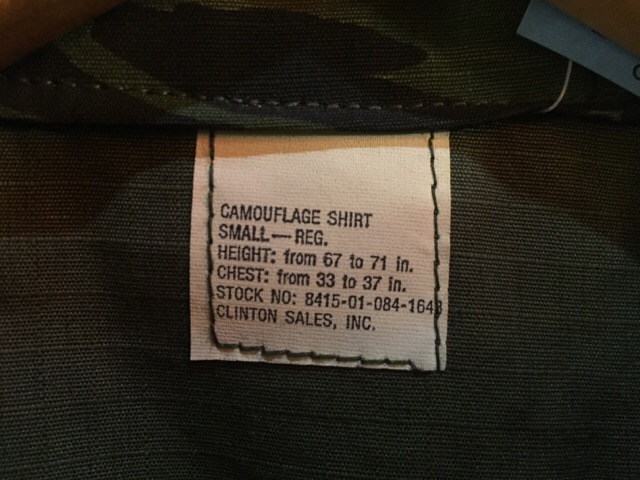 CAMOUFLAGE SHIRT
SMALL—REG.
HEIGHT: from 67 to 71 in.
CHEST: from 33 to 37 in.
STOCK NO: 8415-01-084-1648
CLINTON SALES, INC.